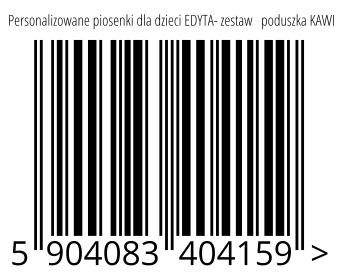 Personalizowane piosenki dla dzieci EDYTA- zestaw poduszka KAWI
5 904083 404159 >